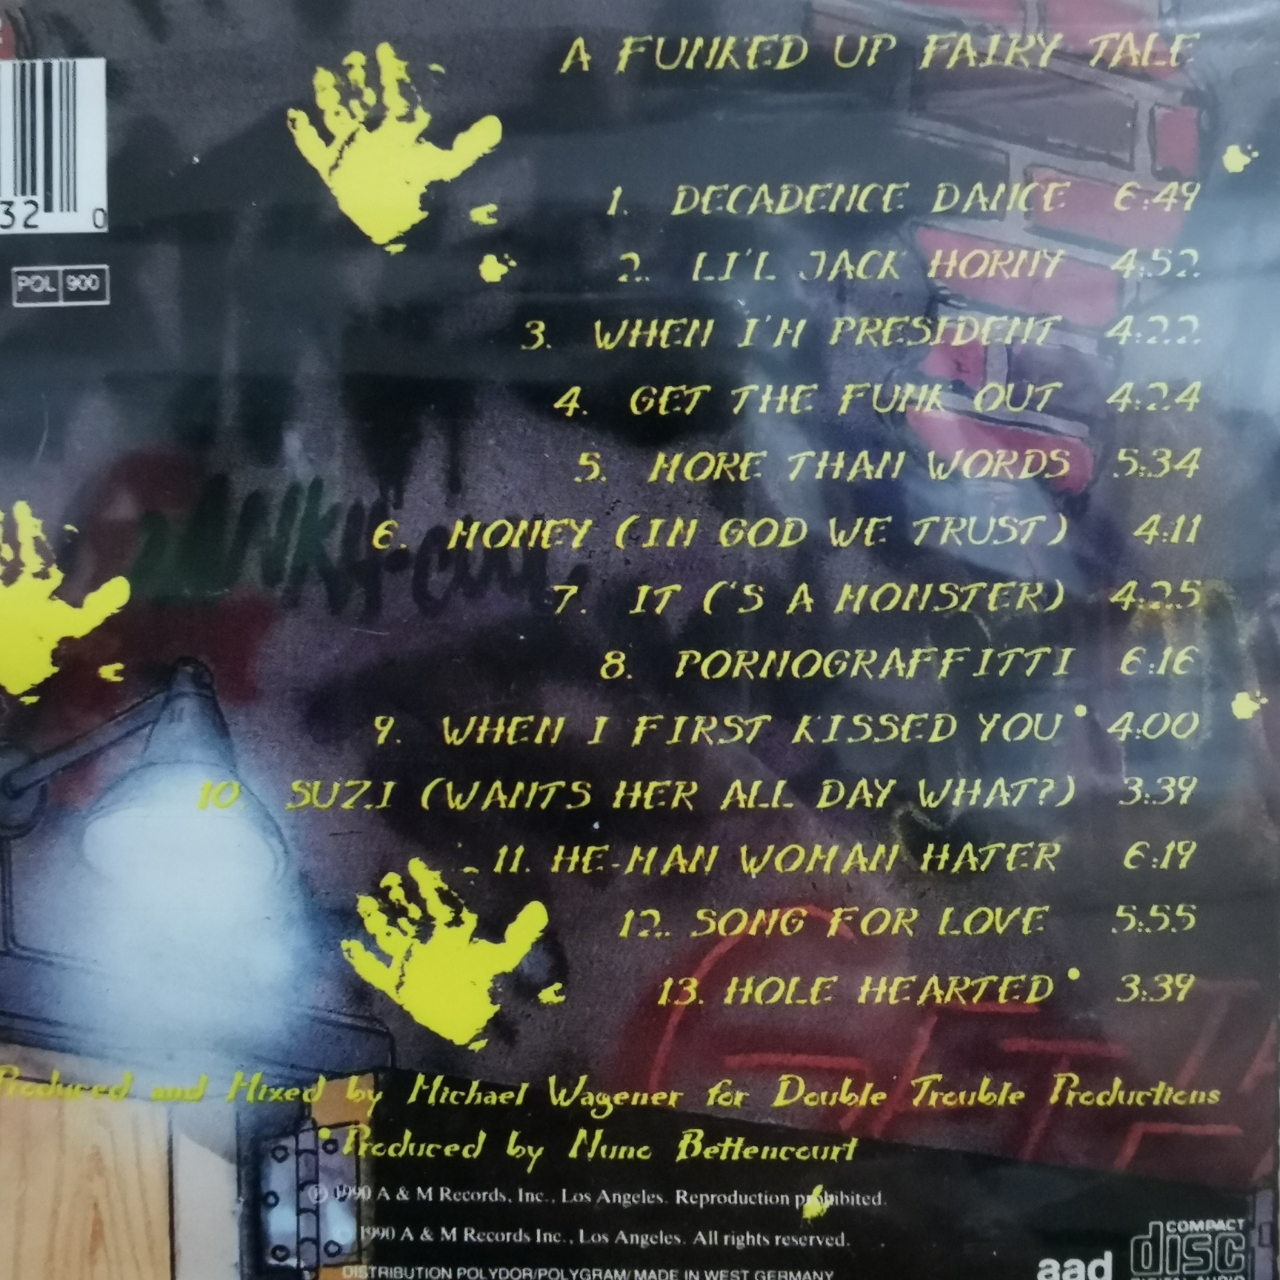 A FUNKED UP FAIRY TALE
32 0
POL 900
1. DECADENCE DANCE 6:49
2. LI'L JACK HORNY 4:52
3. WHEN I'M PRESIDENT 4:22
4. GET THE FUNK OUT 4:24
5. MORE THAN WORDS 5:34
6. MONEY (IN GOD WE TRUST) 4:11
7. IT ('S A MONSTER) 4:25
8. PORNOGRAFFITTI 6:16
9. WHEN I FIRST KISSED YOU• 4:00
10. SUZI (WANTS HER ALL DAY WHAT?) 3:39
11. HE-MAN WOMAN HATER 6:19
12. SONG FOR LOVE 5:55
13. HOLE HEARTED• 3:39
Produced and Mixed by Michael Wagener for Double Trouble Productions
•Produced by Nuno Bettencourt
℗ 1990 A & M Records, Inc., Los Angeles. Reproduction prohibited.
1990 A & M Records Inc., Los Angeles. All rights reserved.
DISTRIBUTION POLYDOR/POLYGRAM/MADE IN WEST GERMANY
aad COMPACT disc